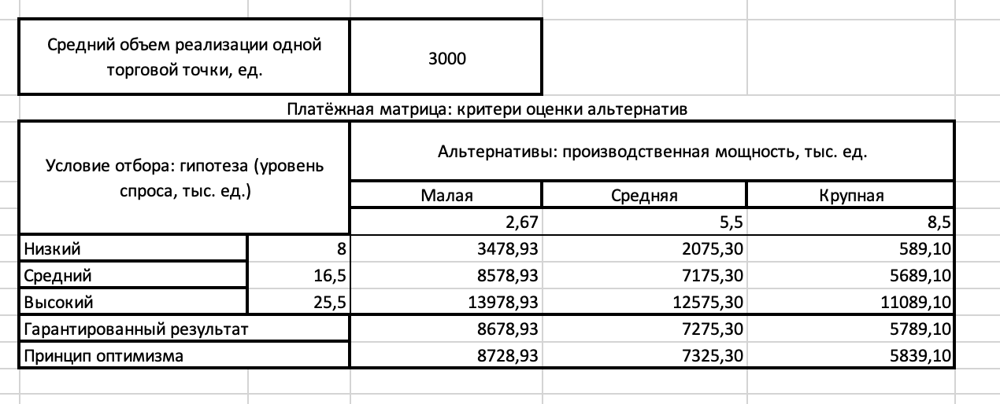 Средний объем реализации одной
торговой точки, ед.
3000
Платёжная матрица: критери оценки альтернатив
Условие отбора: гипотеза (уровень
спроса, тыс. ед.)
Альтернативы: производственная мощность, тыс. ед.
Малая Средняя Крупная
2,67 5,5 8,5
Низкий 8 3478,93 2075,30 589,10
Средний 16,5 8578,93 7175,30 5689,10
Высокий 25,5 13978,93 12575,30 11089,10
Гарантированный результат 8678,93 7275,30 5789,10
Принцип оптимизма 8728,93 7325,30 5839,10